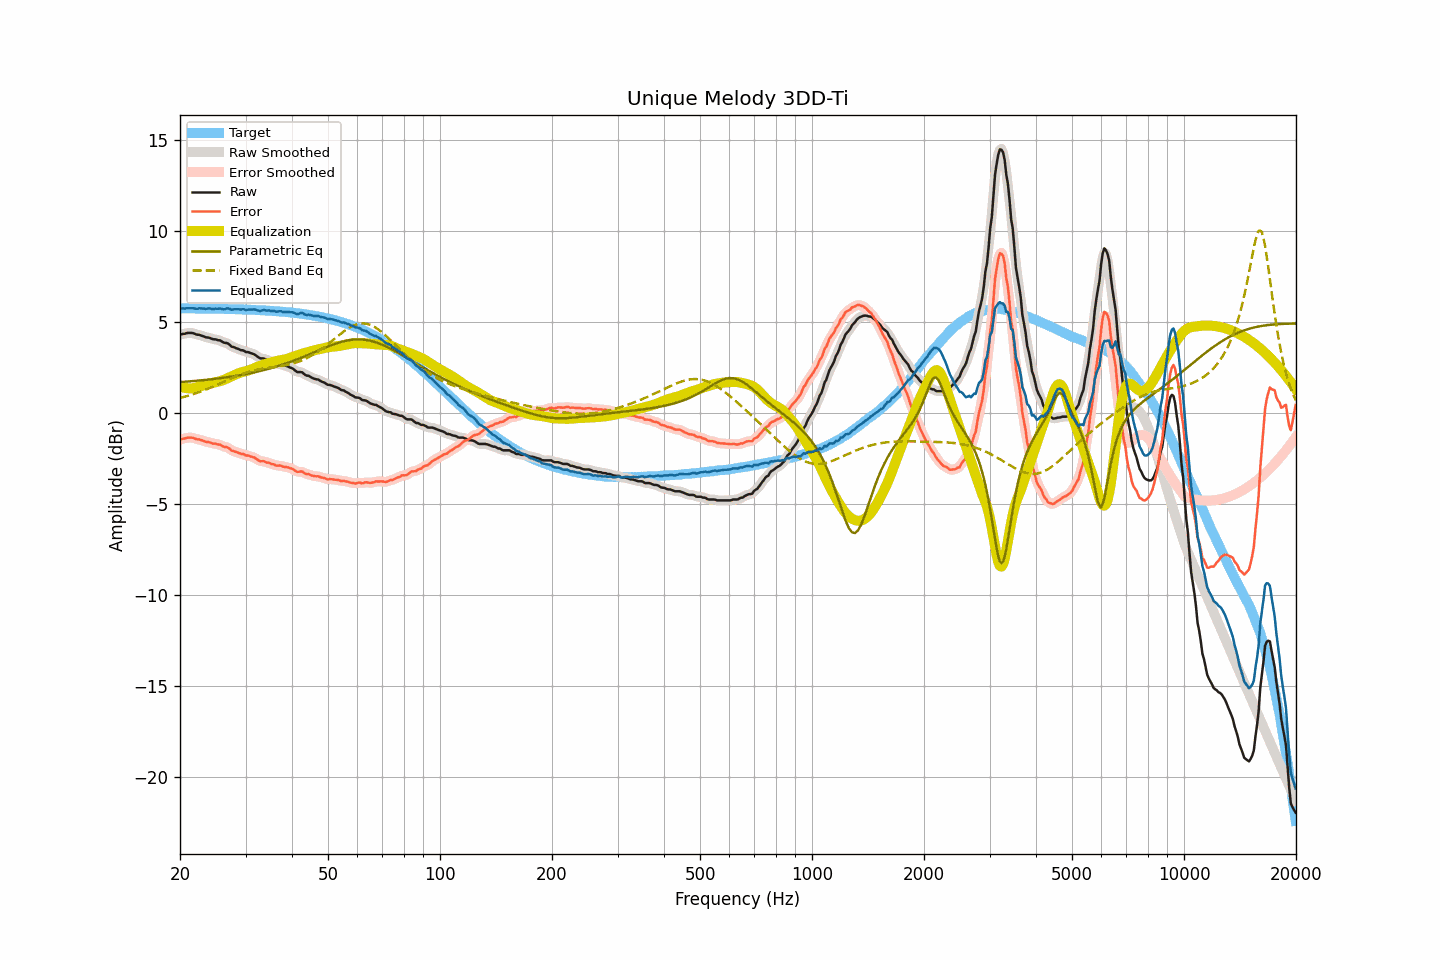 Unique Melody 3DD-Ti
Target
Raw Smoothed
Error Smoothed
Raw
Error
Equalization
Parametric Eq
Fixed Band Eq
Equalized
15
10
5
0
−5
−10
−15
−20
Amplitude (dBr)
20 50 100 200 500 1000 2000 5000 10000 20000
Frequency (Hz)